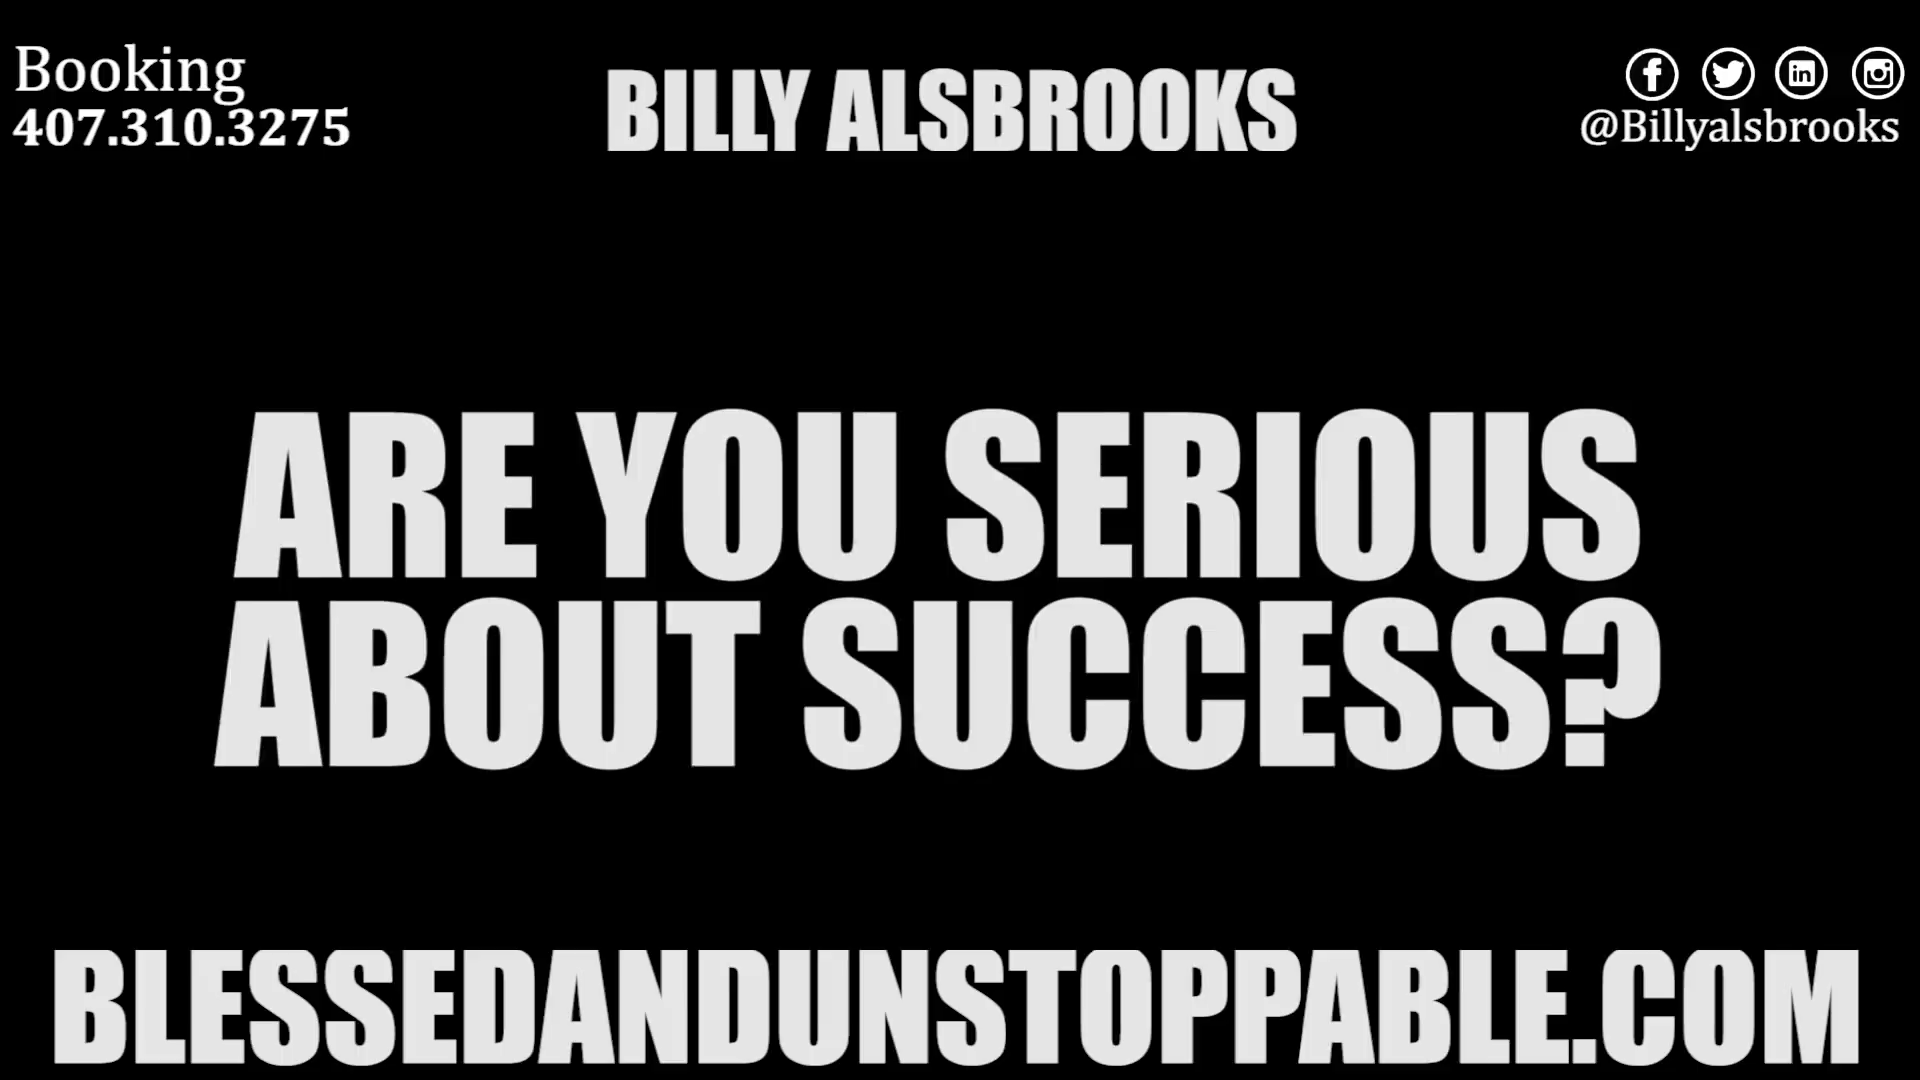 Booking
407.310.3275
BILLY ALSBROOKS
@Billyalsbrooks
ARE YOU SERIOUS
ABOUT SUCCESS?
BLESSEDANDUNSTOPPABLE.COM